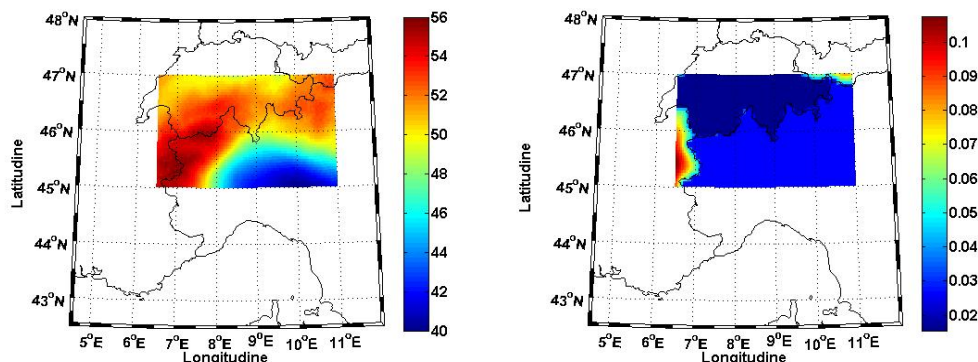 48°N
47°N
46°N
45°N
44°N
43°N
Latitudine
5°E 6°E 7°E 8°E 9°E 10°E 11°E
Longitudine
56
54
52
50
48
46
44
42
40
48°N
47°N
46°N
45°N
44°N
43°N
Latitudine
5°E 6°E 7°E 8°E 9°E 10°E 11°E
Longitudine
0.1
0.09
0.08
0.07
0.06
0.05
0.04
0.03
0.02